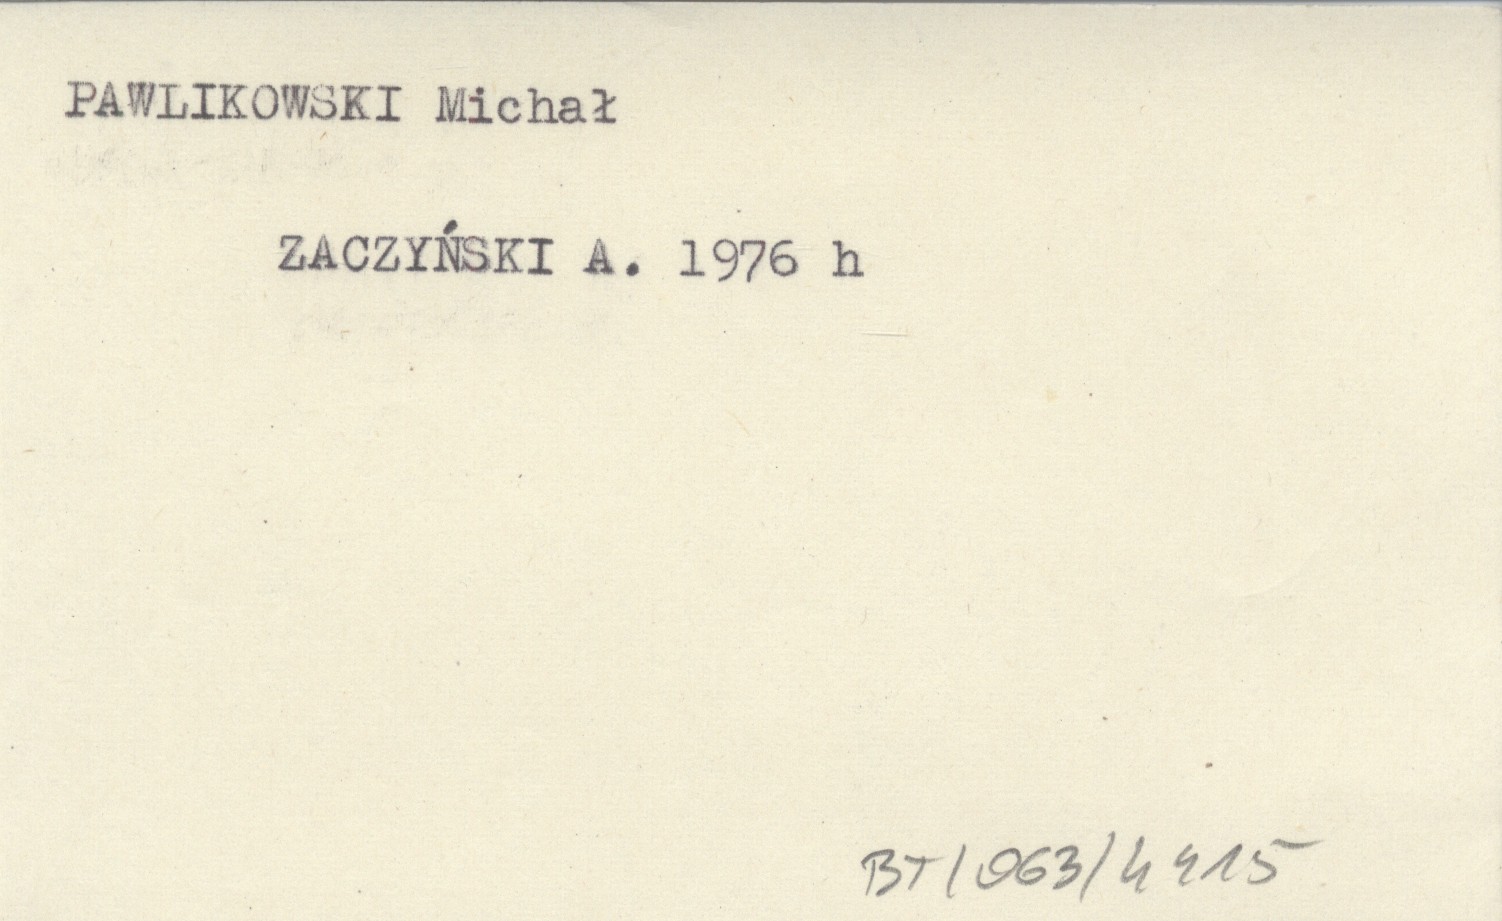 PAWLIKOWSKI Michał
ZACZYŃSKI A. 1976 h
BT/063/4415